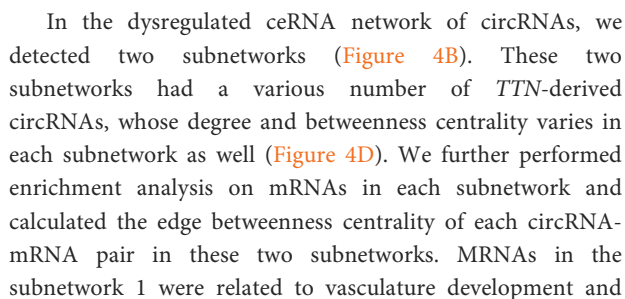 In the dysregulated ceRNA network of circRNAs, we
detected two subnetworks (Figure 4B). These two
subnetworks had a various number of TTN-derived
circRNAs, whose degree and betweenness centrality varies in
each subnetwork as well (Figure 4D). We further performed
enrichment analysis on mRNAs in each subnetwork and
calculated the edge betweenness centrality of each circRNA-
mRNA pair in these two subnetworks. MRNAs in the
subnetwork 1 were related to vasculature development and